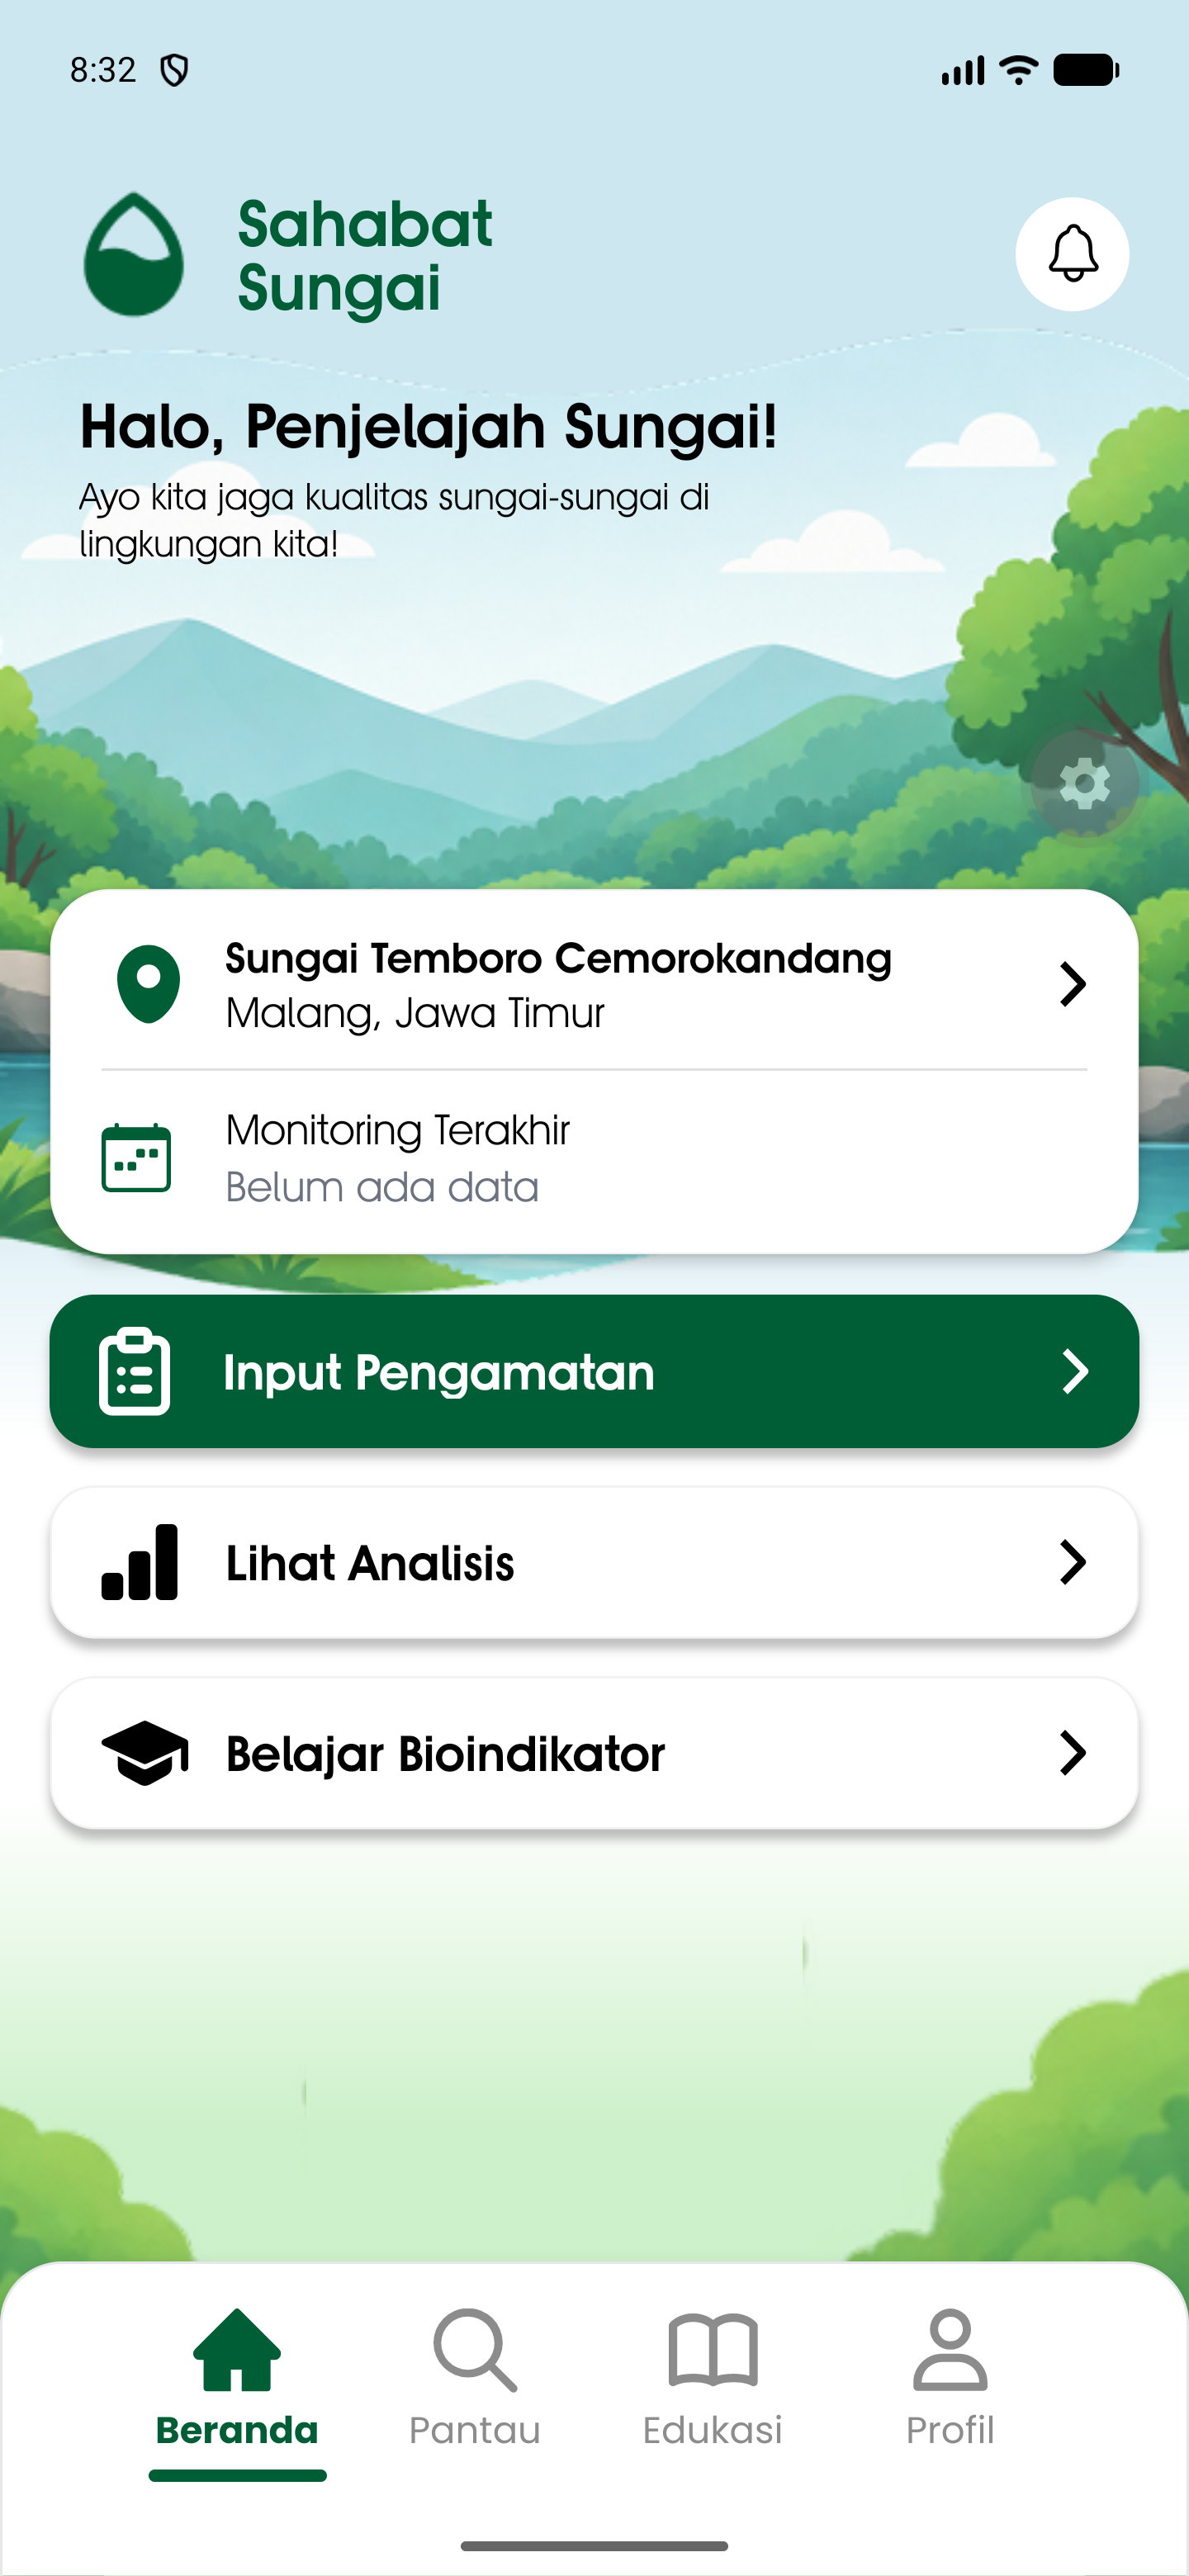 8:32
Sahabat
Sungai
Halo, Penjelajah Sungai!
Ayo kita jaga kualitas sungai-sungai di
lingkungan kita!
Sungai Temboro Cemorokandang
Malang, Jawa Timur
Monitoring Terakhir
Belum ada data
Input Pengamatan
Lihat Analisis
Belajar Bioindikator
Beranda Pantau Edukasi Profil